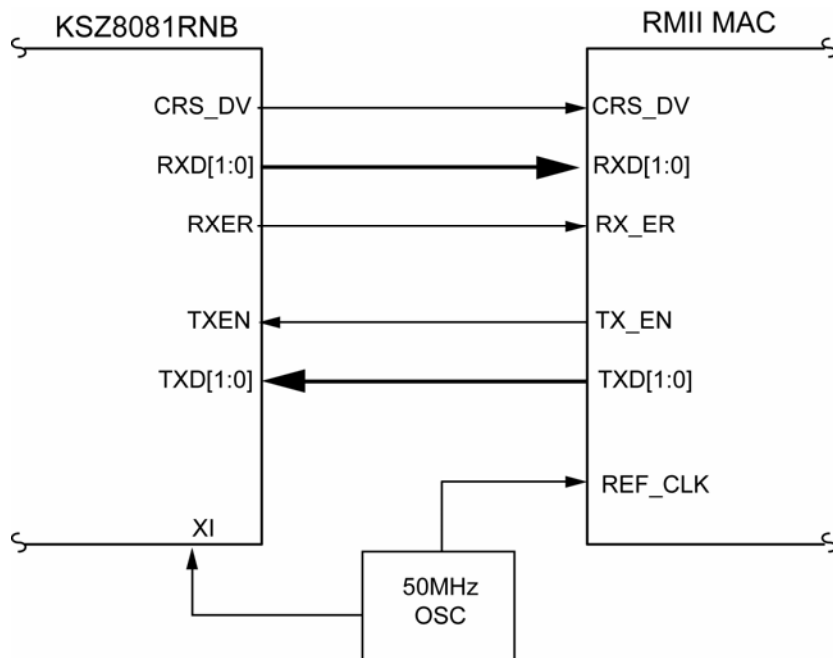 KSZ8081RNB
RMII MAC
CRS_DV
CRS_DV
RXD[1:0]
RXD[1:0]
RXER
RX_ER
TXEN
TX_EN
TXD[1:0]
TXD[1:0]
REF_CLK
XI
50MHz
OSC